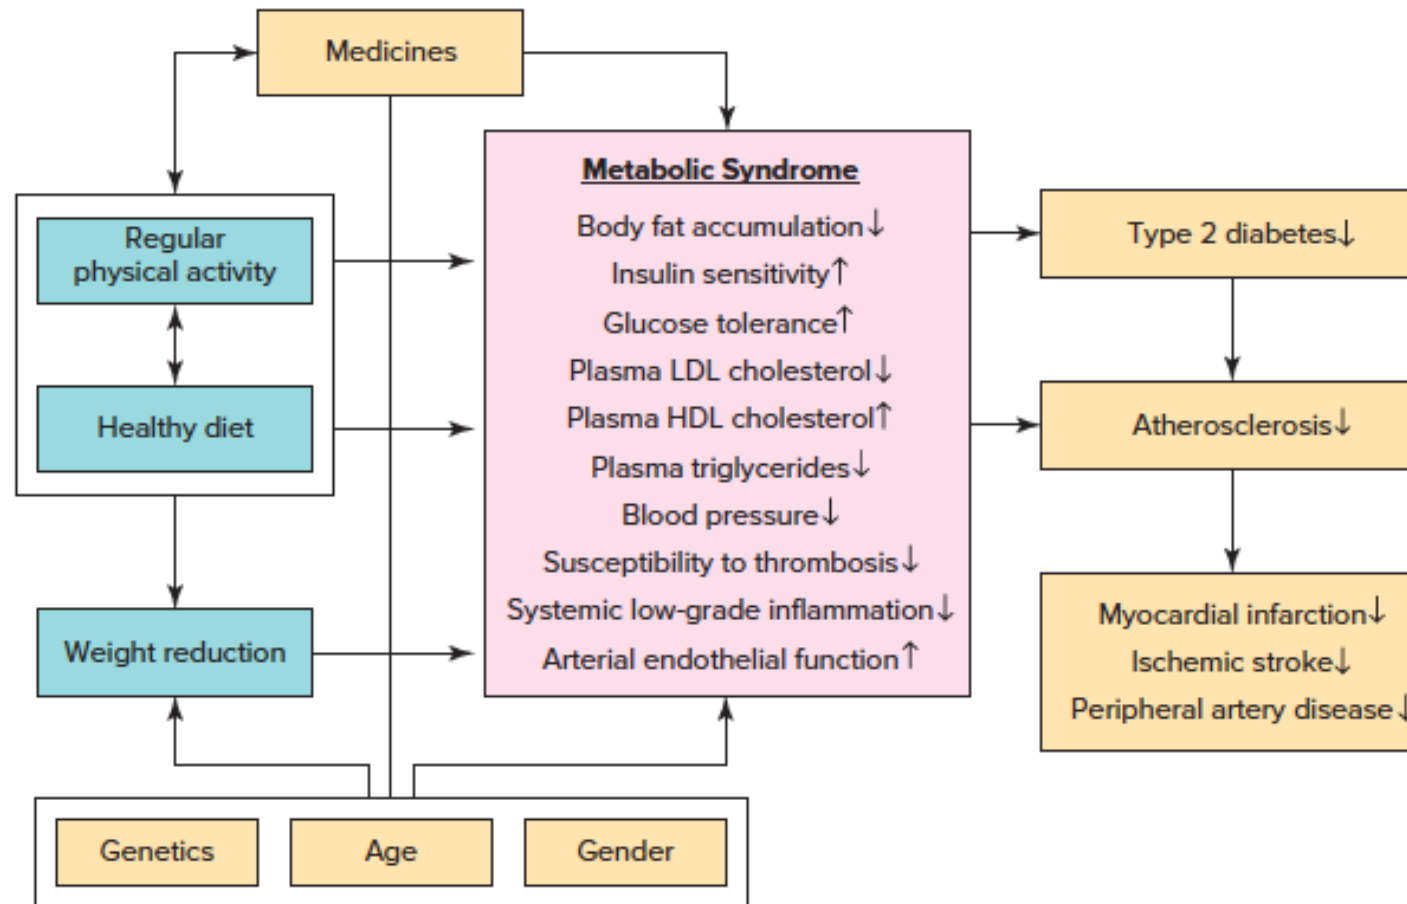 Medicines
Regular
physical activity
Healthy diet
Weight reduction
Metabolic Syndrome
Body fat accumulation↓
Insulin sensitivity↑
Glucose tolerance↑
Plasma LDL cholesterol↓
Plasma HDL cholesterol↑
Plasma triglycerides↓
Blood pressure↓
Susceptibility to thrombosis↓
Systemic low-grade inflammation↓
Arterial endothelial function↑
Type 2 diabetes↓
Atherosclerosis↓
Myocardial infarction↓
Ischemic stroke↓
Peripheral artery disease↓
Genetics
Age
Gender